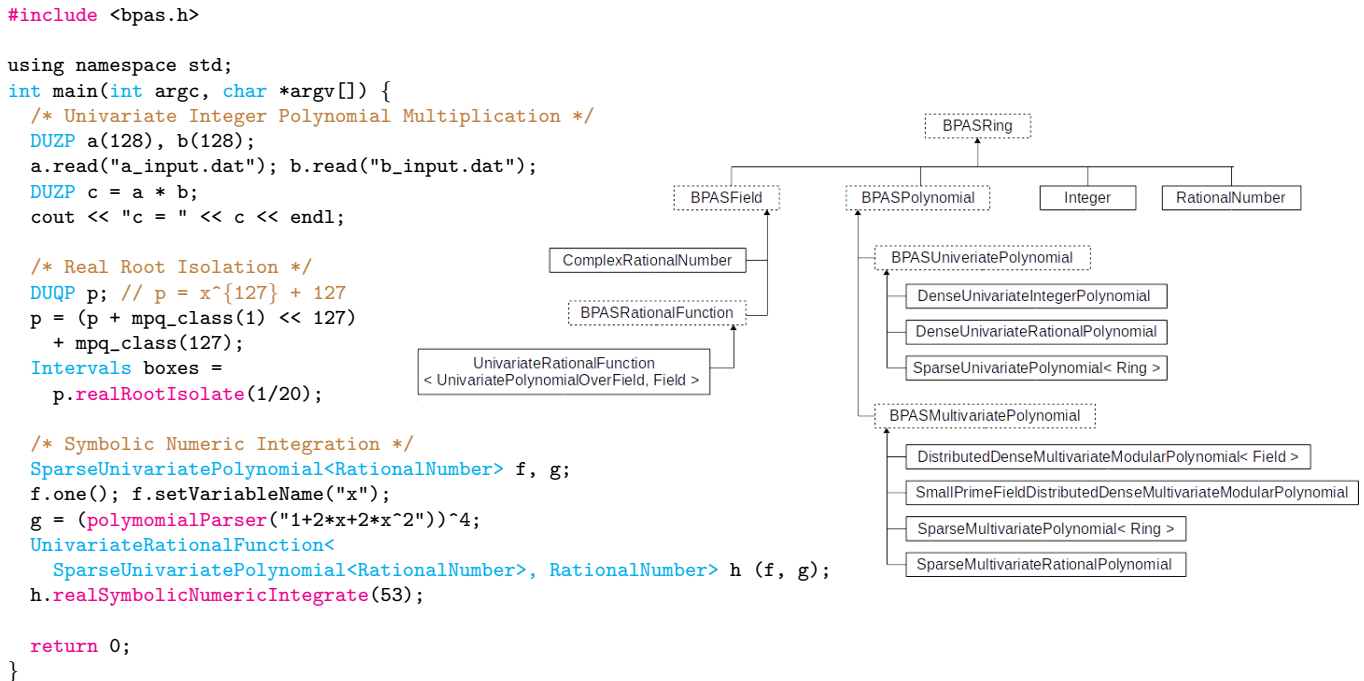 #include <bpas.h>
using namespace std;
int main(int argc, char *argv[]) {
/* Univariate Integer Polynomial Multiplication */
DUZP a(128), b(128);
a.read("a_input.dat"); b.read("b_input.dat");
DUZP c = a * b;
cout << "c = " << c << endl;
/* Real Root Isolation */
DUQP p; // p = x^{127} + 127
p = (p + mpq_class(1) << 127)
+ mpq_class(127);
Intervals boxes =
p.realRootIsolate(1/20);
/* Symbolic Numeric Integration */
SparseUnivariatePolynomial<RationalNumber> f, g;
f.one(); f.setVariableName("x");
g = (polymomialParser("1+2*x+2*x^2"))^4;
UnivariateRationalFunction<
SparseUnivariatePolynomial<RationalNumber>, RationalNumber> h (f, g);
h.realSymbolicNumericIntegrate(53);
return 0;
}
BPASRing
BPASField
BPASPolynomial
Integer
RationalNumber
ComplexRationalNumber
BPASRationalFunction
UnivariateRationalFunction
< UnivariatePolynomialOverField, Field >
BPASUniveriatePolynomial
DenseUnivariateIntegerPolynomial
DenseUnivariateRationalPolynomial
SparseUnivariatePolynomial< Ring >
BPASMultivariatePolynomial
DistributedDenseMultivariateModularPolynomial< Field >
SmallPrimeFieldDistributedDenseMultivariateModularPolynomial
SparseMultivariatePolynomial< Ring >
SparseMultivariateRationalPolynomial